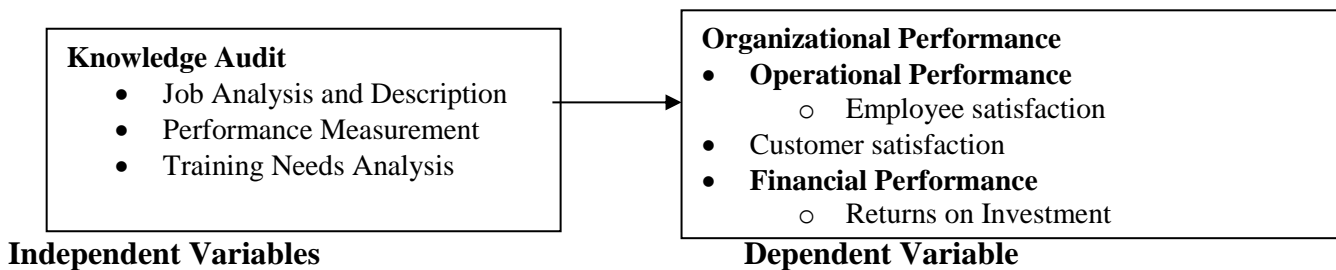 Knowledge Audit
• Job Analysis and Description
• Performance Measurement
• Training Needs Analysis
Organizational Performance
• Operational Performance
o Employee satisfaction
• Customer satisfaction
• Financial Performance
o Returns on Investment
Independent Variables
Dependent Variable